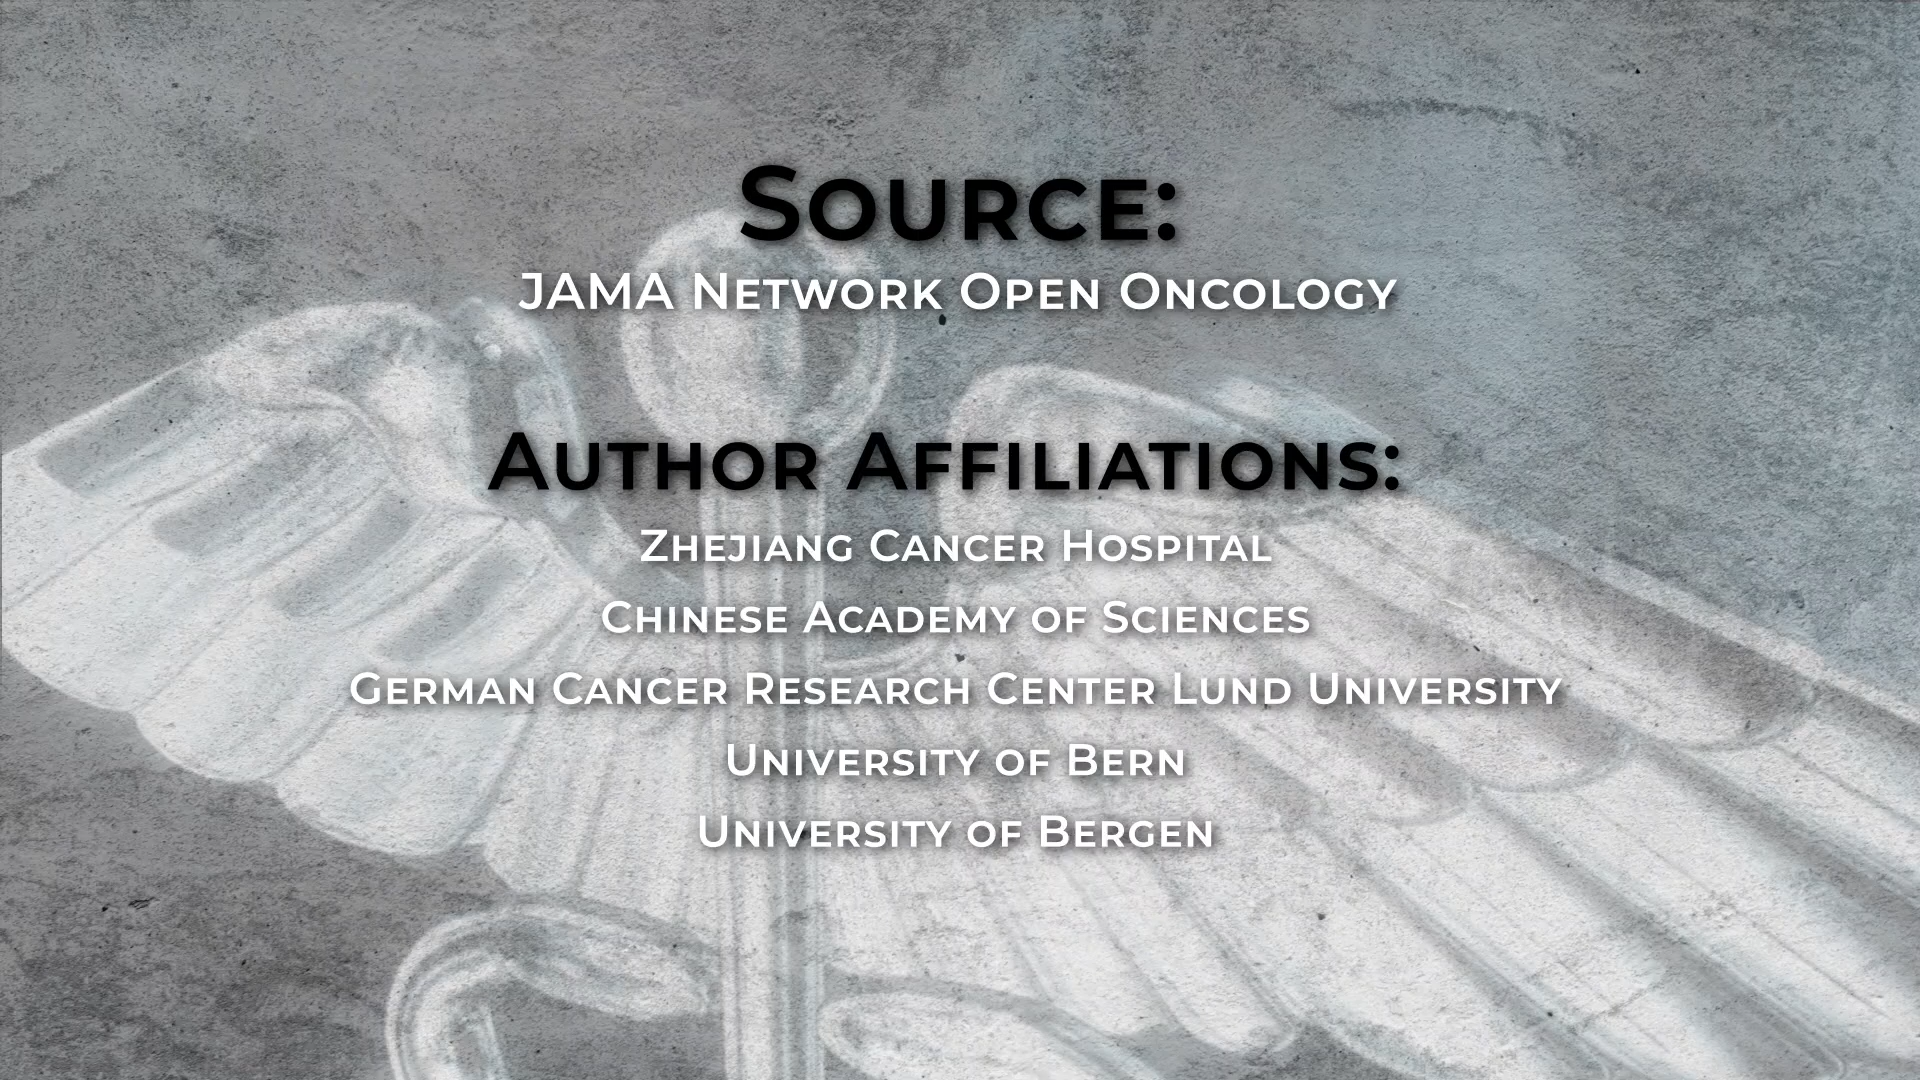 Source:
JAMA Network Open Oncology
Author Affiliations:
Zhejiang Cancer Hospital
Chinese Academy of Sciences
German Cancer Research Center Lund University
University of Bern
University of Bergen